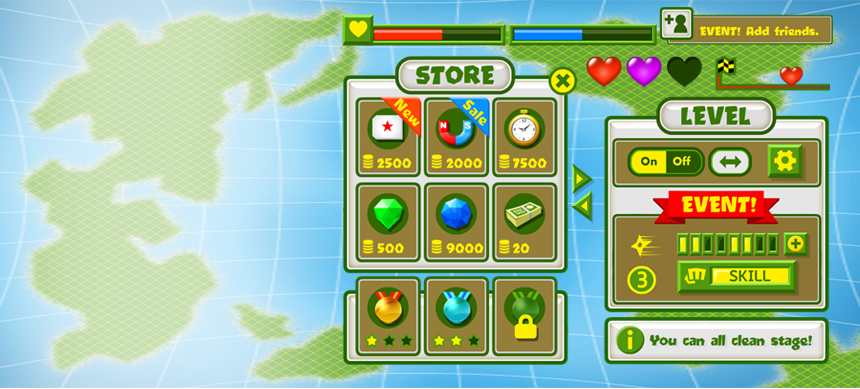 EVENT! Add friends.
STORE
New
Sale
N S
2500
2000
7500
500
9000
20
LEVEL
On Off
EVENT!
3
SKILL
i You can all clean stage!